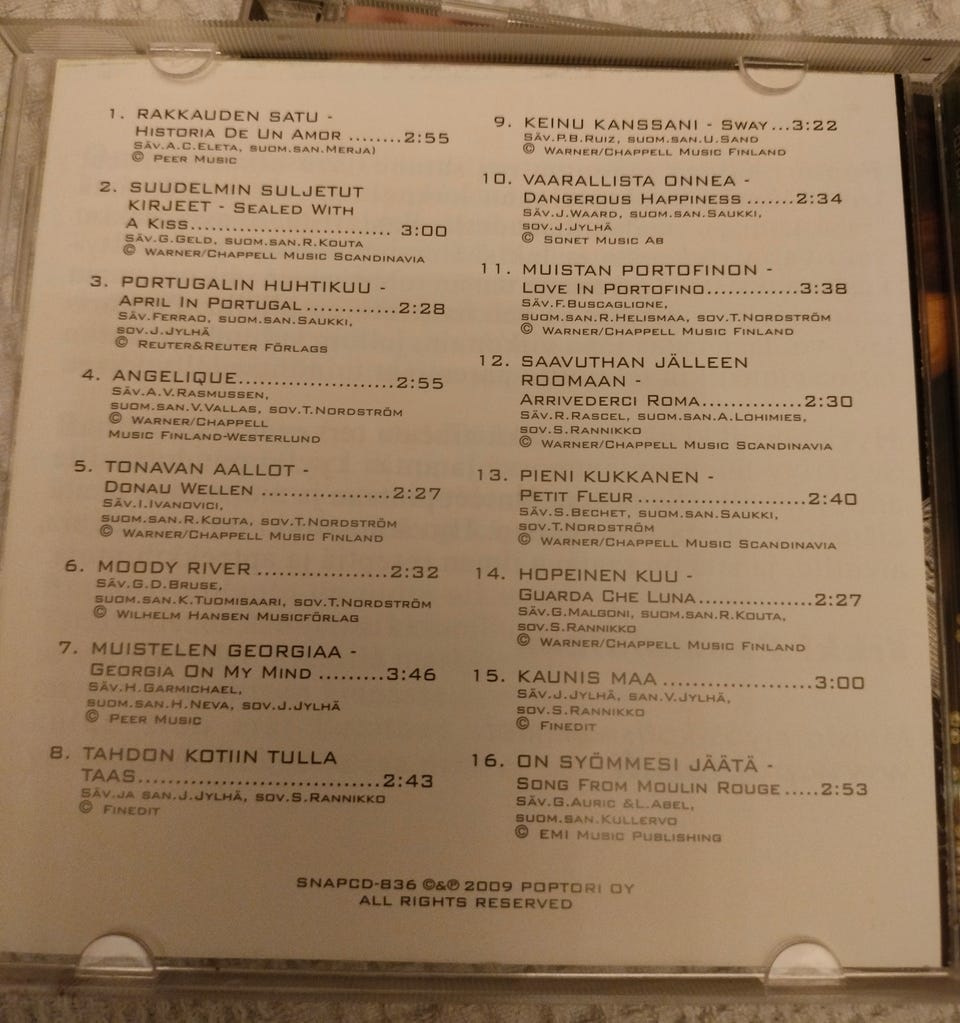 1. RAKKAUDEN SATU -
HISTORIA DE UN AMOR ........2:55
SÄV.A.C.ELETA, SUOM.SAN.MERJA)
© PEER MUSIC
2. SUUDELMIN SULJETUT
KIRJEET - SEALED WITH
A KISS............................... 3:00
SÄV.G.GELD, SUOM.SAN.R.KOUTA
© WARNER/CHAPPELL MUSIC SCANDINAVIA
3. PORTUGALIN HUHTIKUU -
APRIL IN PORTUGAL..............2:28
SÄV.FERRAO, SUOM.SAN.SAUKKI,
SOV.J.JYLHÄ
© REUTER&REUTER FÖRLAGS
4. ANGELIQUE........................2:55
SÄV.A.V.RASMUSSEN,
SUOM.SAN.V.VALLAS, SOV.T.NORDSTRÖM
© WARNER/CHAPPELL
MUSIC FINLAND-WESTERLUND
5. TONAVAN AALLOT -
DONAU WELLEN ....................2:27
SÄV.I.IVANOVICI,
SUOM.SAN.R.KOUTA, SOV.T.NORDSTRÖM
© WARNER/CHAPPELL MUSIC FINLAND
6. MOODY RIVER ....................2:32
SÄV.G.D.BRUSE,
SUOM.SAN.K.TUOMISAARI, SOV.T.NORDSTRÖM
© WILHELM HANSEN MUSICFÖRLAG
7. MUISTELEN GEORGIAA -
GEORGIA ON MY MIND .........3:46
SÄV.H.GARMICHAEL,
SUOM.SAN.H.NEVA, SOV.J.JYLHÄ
© PEER MUSIC
8. TAHDON KOTIIN TULLA
TAAS......................................2:43
SÄV.JA SAN.J.JYLHÄ, SOV.S.RANNIKKO
© FINEDIT
9. KEINU KANSSANI - SWAY...3:22
SÄV.P.B.RUIZ, SUOM.SAN.U.SAND
© WARNER/CHAPPELL MUSIC FINLAND
10. VAARALLISTA ONNEA -
DANGEROUS HAPPINESS .......2:34
SÄV.J.WAARD, SUOM.SAN.SAUKKI,
SOV.J.JYLHÄ
© SONET MUSIC AB
11. MUISTAN PORTOFINON -
LOVE IN PORTOFINO..............3:38
SÄV.F.BUSCAGLIONE,
SUOM.SAN.R.HELISMAA, SOV.T.NORDSTRÖM
© WARNER/CHAPPELL MUSIC FINLAND
12. SAAVUTHAN JÄLLEEN
ROOMAAN -
ARRIVEDERCI ROMA...............2:30
SÄV.R.RASCEL, SUOM.SAN.A.LOHIMIES,
SOV.S.RANNIKKO
© WARNER/CHAPPELL MUSIC SCANDINAVIA
13. PIENI KUKKANEN -
PETIT FLEUR .........................2:40
SÄV.S.BECHET, SUOM.SAN.SAUKKI,
SOV.T.NORDSTRÖM
© WARNER/CHAPPELL MUSIC SCANDINAVIA
14. HOPEINEN KUU -
GUARDA CHE LUNA.................2:27
SÄV.G.MALGONI, SUOM.SAN.R.KOUTA,
SOV.S.RANNIKKO
© WARNER/CHAPPELL MUSIC FINLAND
15. KAUNIS MAA ......................3:00
SÄV.J.JYLHÄ, SAN.V.JYLHÄ,
SOV.S.RANNIKKO
© FINEDIT
16. ON SYÖMMESI JÄÄTÄ -
SONG FROM MOULIN ROUGE.....2:53
SÄV.G.AURIC &L.ABEL,
SUOM.SAN.KULLERVO
© EMI MUSIC PUBLISHING
SNAPCD-836 ©&℗ 2009 POPTORI OY
ALL RIGHTS RESERVED